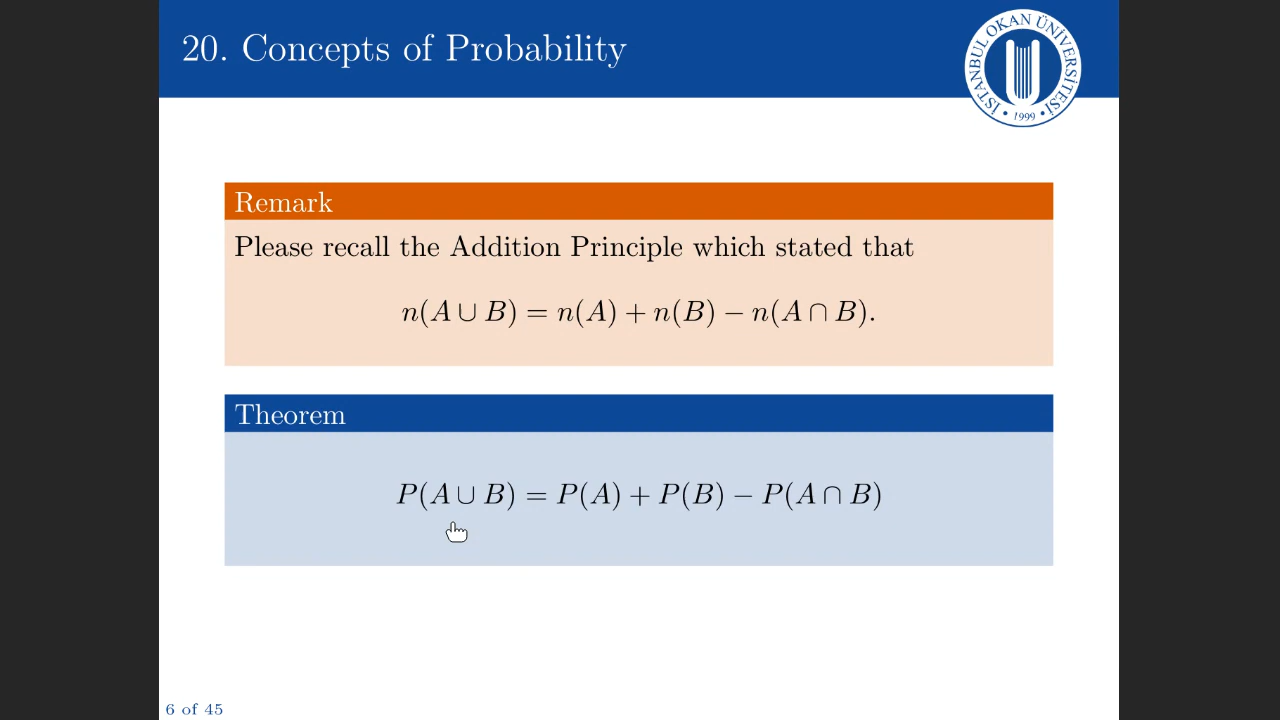 20. Concepts of Probability
İSTANBUL OKAN ÜNİVERSİTESİ
• 1999 •
Remark
Please recall the Addition Principle which stated that
n(A ∪ B) = n(A) + n(B) − n(A ∩ B).
Theorem
P(A ∪ B) = P(A) + P(B) − P(A ∩ B)
6 of 45